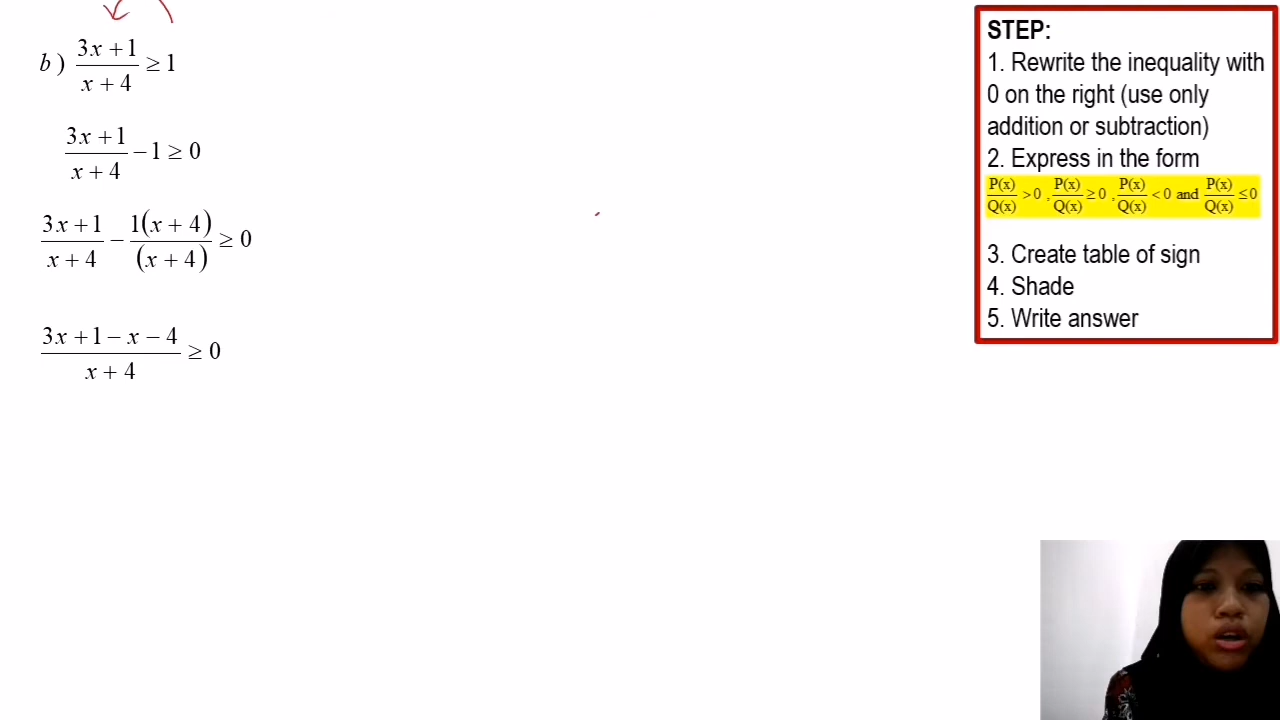 b) (3x+1)/(x+4) ≥ 1
(3x+1)/(x+4) − 1 ≥ 0
(3x+1)/(x+4) − 1(x+4)/(x+4) ≥ 0
(3x+1−x−4)/(x+4) ≥ 0
STEP:
1. Rewrite the inequality with
0 on the right (use only
addition or subtraction)
2. Express in the form
P(x)/Q(x) >0 , P(x)/Q(x) ≥0 , P(x)/Q(x) <0 and P(x)/Q(x) ≤0
3. Create table of sign
4. Shade
5. Write answer